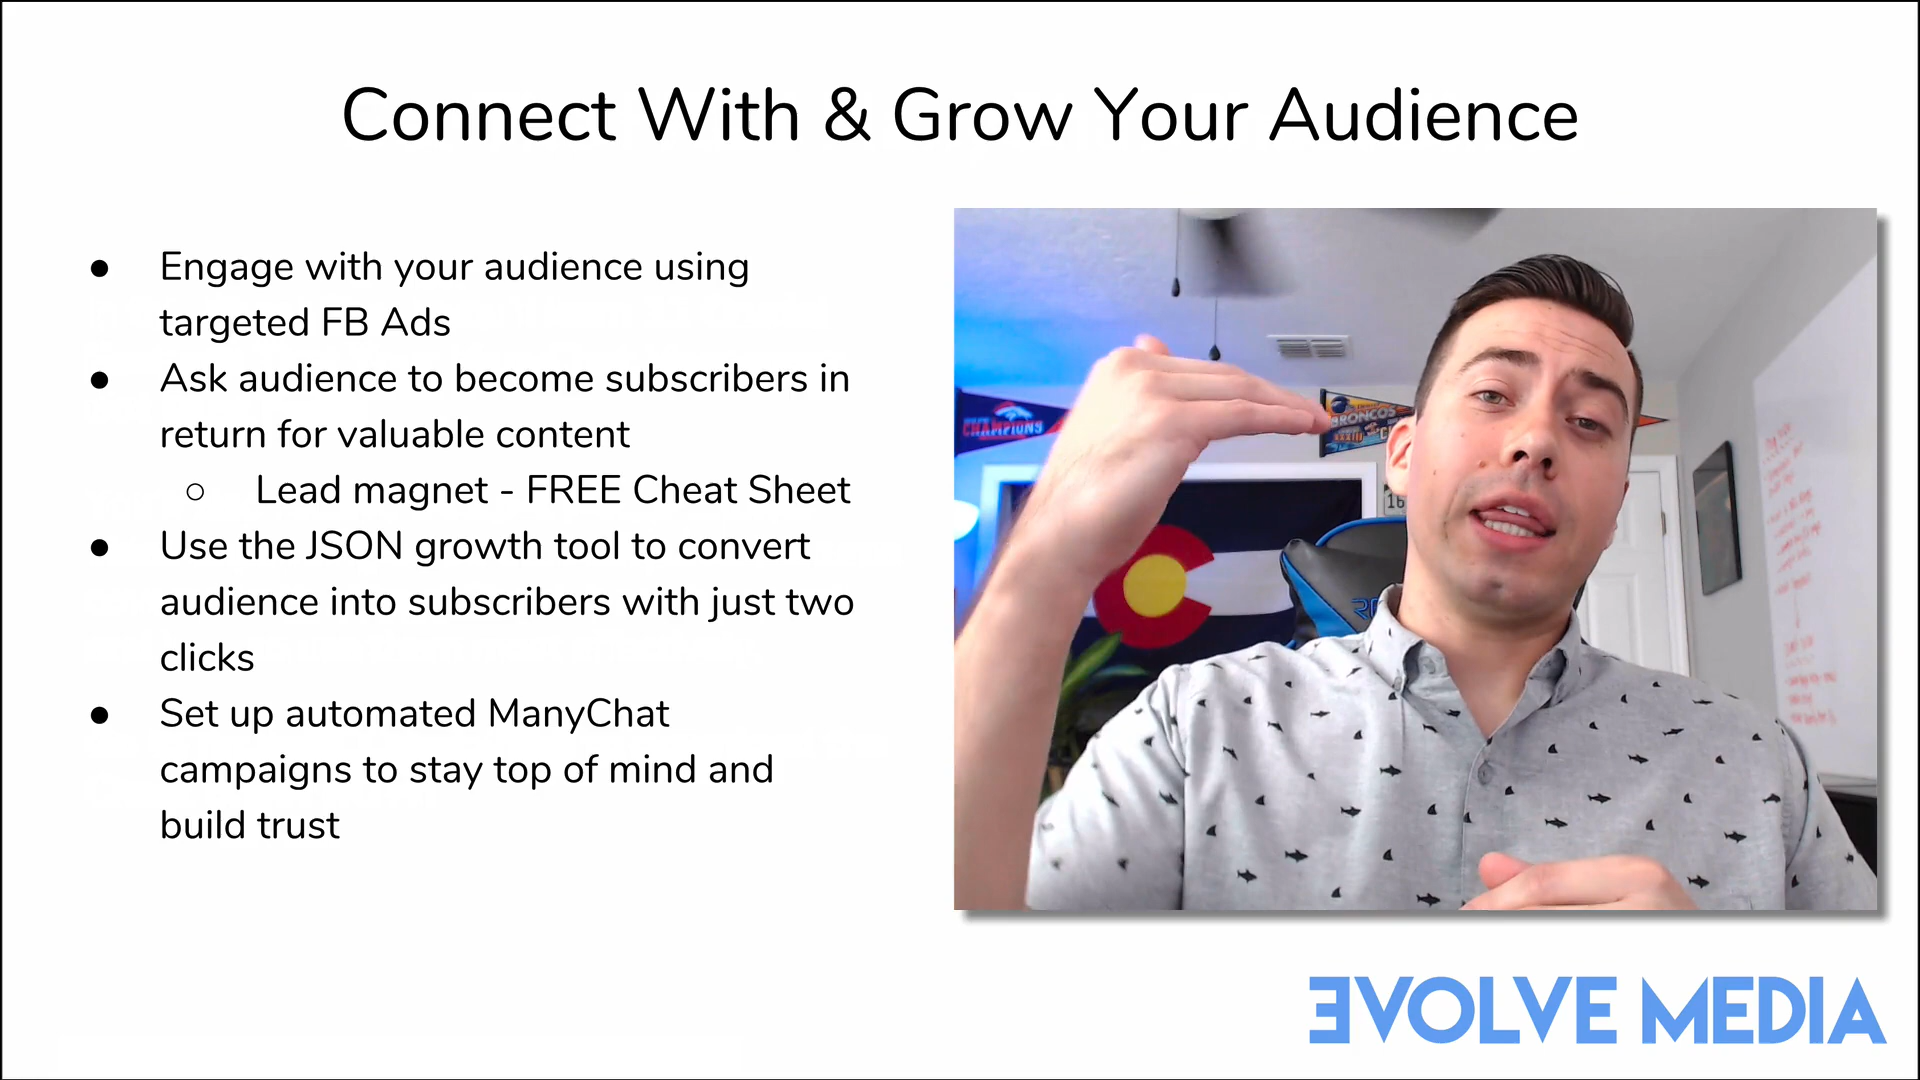 Connect With & Grow Your Audience
● Engage with your audience using
targeted FB Ads
● Ask audience to become subscribers in
return for valuable content
○ Lead magnet - FREE Cheat Sheet
● Use the JSON growth tool to convert
audience into subscribers with just two
clicks
● Set up automated ManyChat
campaigns to stay top of mind and
build trust
CHAMPIONS
BRONCOS
XXXIII
16
EVOLVE MEDIA